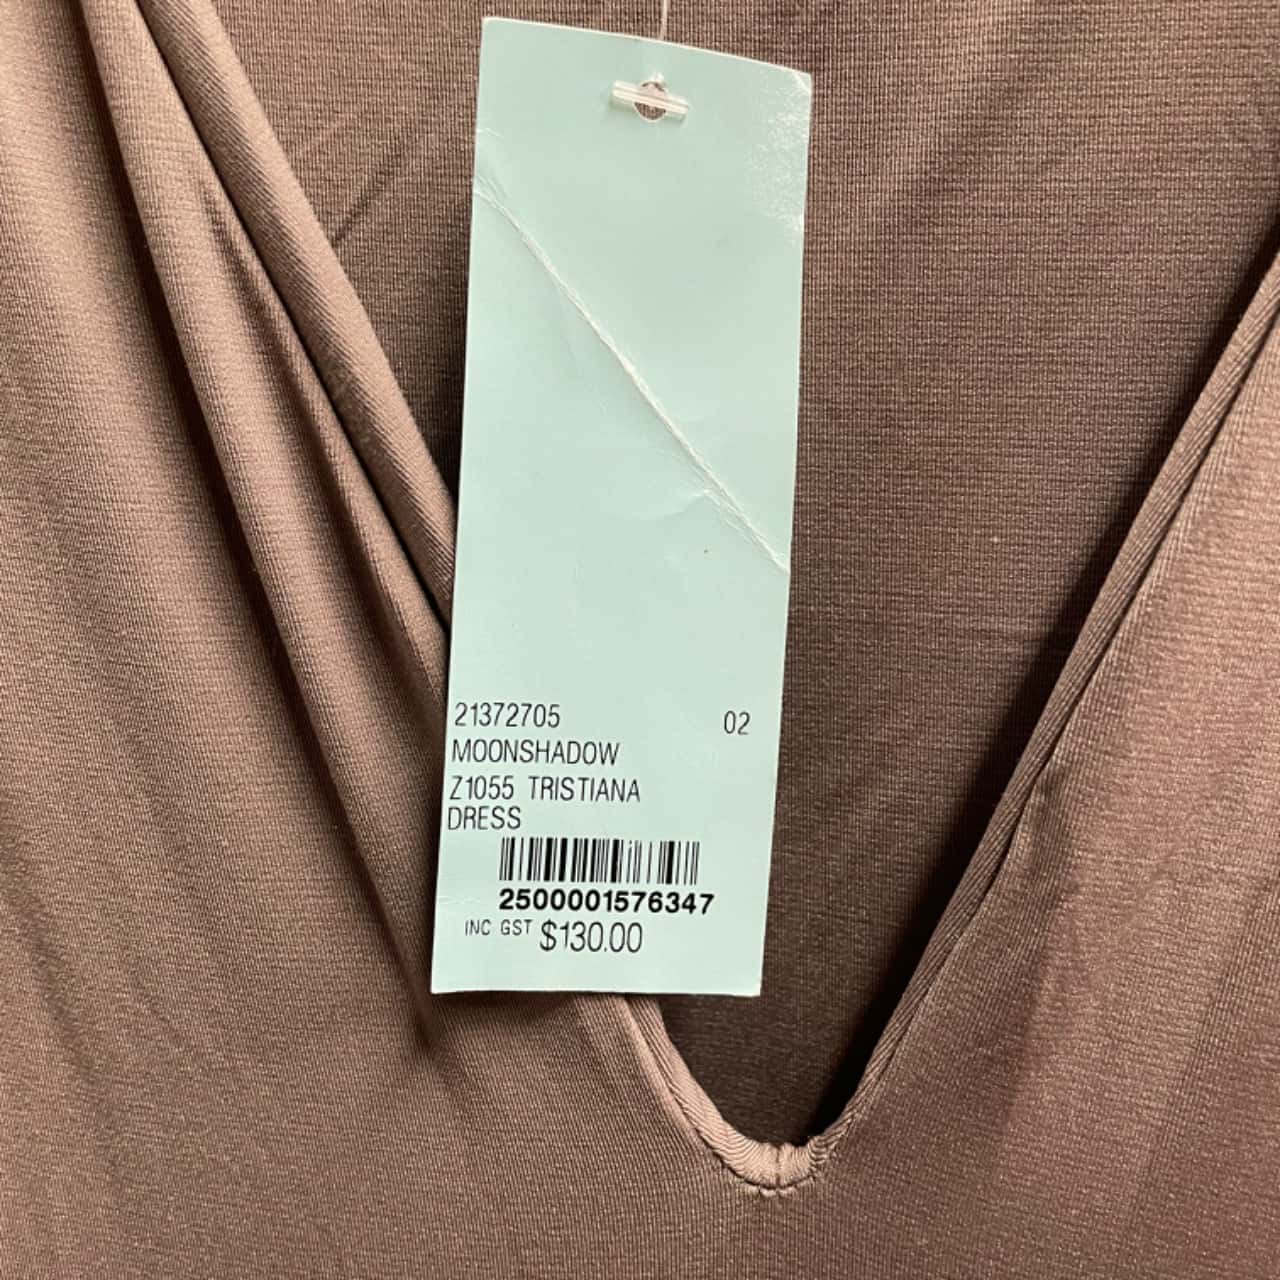 21372705 02
MOONSHADOW
Z1055 TRISTIANA
DRESS
2500001576347
INC GST $130.00